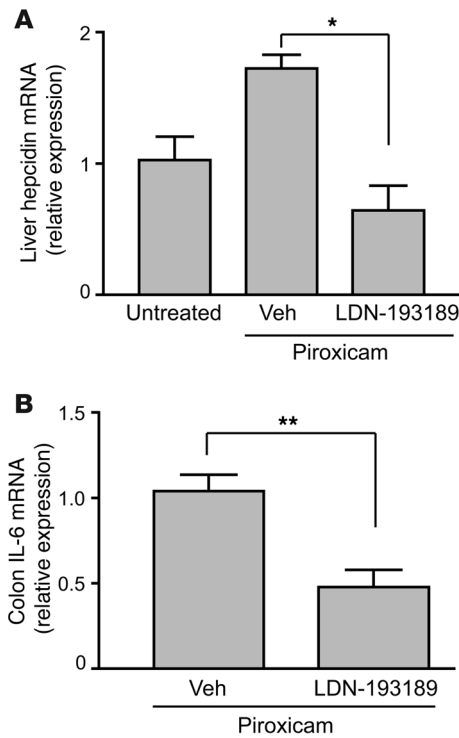 A
Liver hepcidin mRNA
(relative expression)
2
1
0
*
Untreated
Veh
LDN-193189
Piroxicam
B
Colon IL-6 mRNA
(relative expression)
1.5
1.0
0.5
0
**
Veh
LDN-193189
Piroxicam